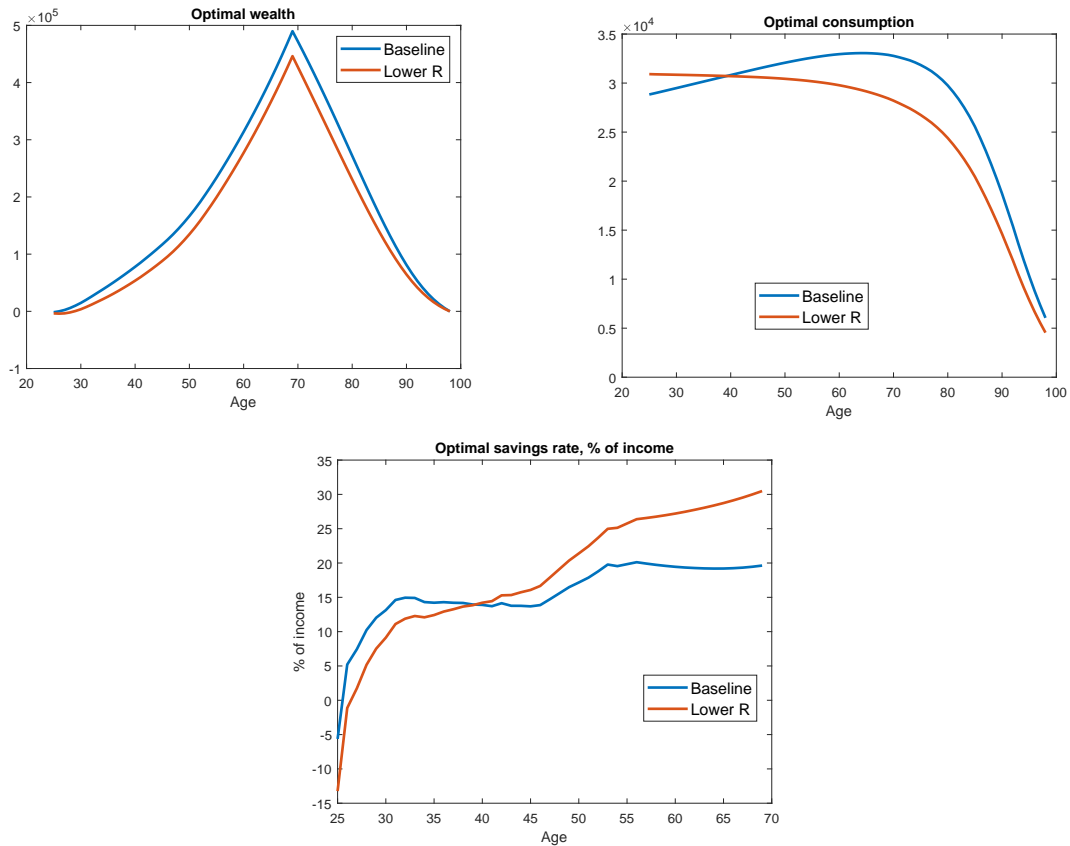 Optimal wealth
×10⁵
5
4
3
2
1
0
-1
20 30 40 50 60 70 80 90 100
Age
Baseline
Lower R
Optimal consumption
×10⁴
3.5
3
2.5
2
1.5
1
0.5
0
20 30 40 50 60 70 80 90 100
Age
Baseline
Lower R
Optimal savings rate, % of income
% of income
35
30
25
20
15
10
5
0
-5
-10
-15
25 30 35 40 45 50 55 60 65 70
Age
Baseline
Lower R